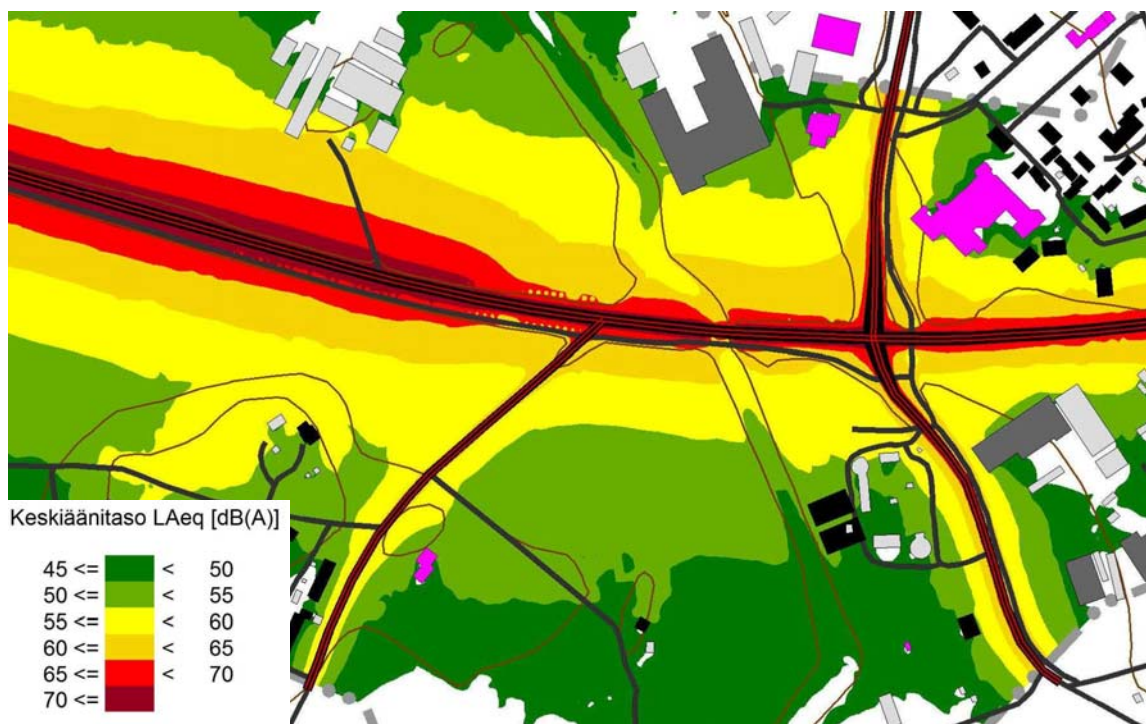 Keskiäänitaso LAeq [dB(A)]
45 <= < 50
50 <= < 55
55 <= < 60
60 <= < 65
65 <= < 70
70 <=